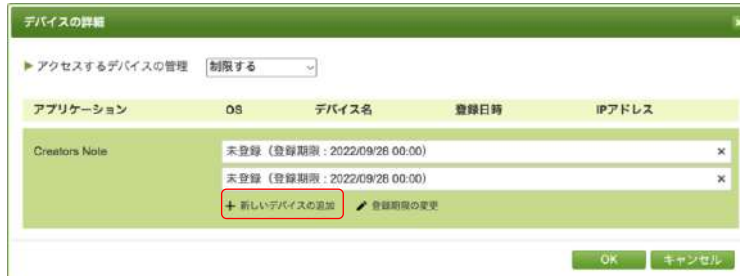 デバイスの詳細
アクセスするデバイスの管理 制限する
アプリケーション OS デバイス名 登録日時 IPアドレス
Creators Note 未登録（登録期限：2022/09/28 00:00）
未登録（登録期限：2022/09/28 00:00）
新しいデバイスの追加 登録期限の変更
OK キャンセル